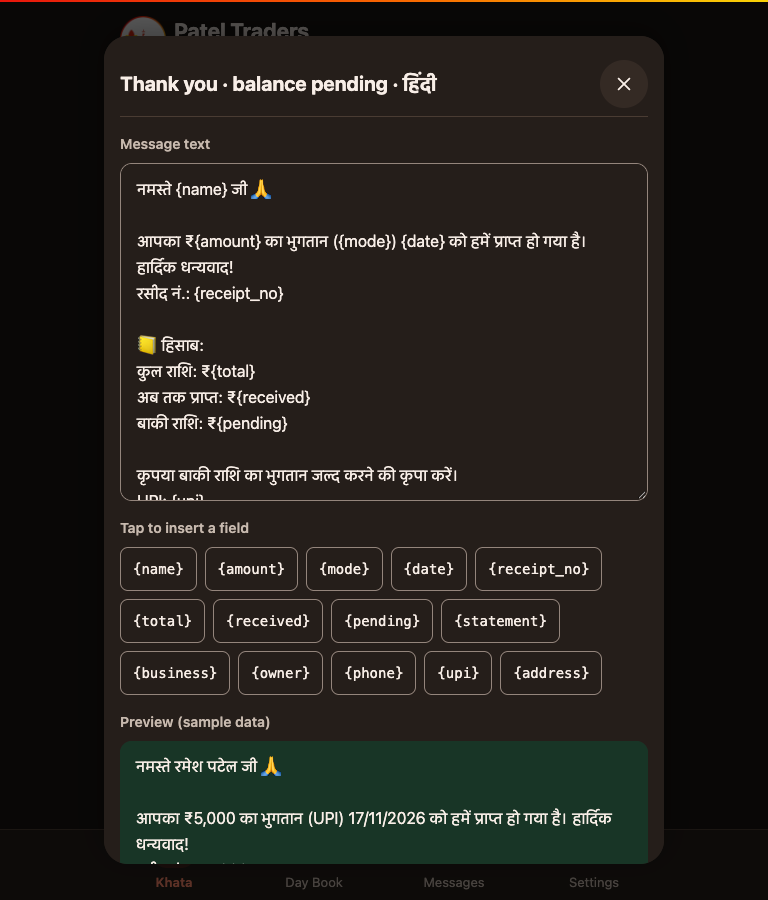 Patel Traders
Thank you · balance pending · हिंदी
Message text
नमस्ते {name} जी 🙏
आपका ₹{amount} का भुगतान ({mode}) {date} को हमें प्राप्त हो गया है।
हार्दिक धन्यवाद!
रसीद नं.: {receipt_no}
📒 हिसाब:
कुल राशि: ₹{total}
अब तक प्राप्त: ₹{received}
बाकी राशि: ₹{pending}
कृपया बाकी राशि का भुगतान जल्द करने की कृपा करें।
UPI: {upi}
Tap to insert a field
{name} {amount} {mode} {date} {receipt_no}
{total} {received} {pending} {statement}
{business} {owner} {phone} {upi} {address}
Preview (sample data)
नमस्ते रमेश पटेल जी 🙏
आपका ₹5,000 का भुगतान (UPI) 17/11/2026 को हमें प्राप्त हो गया है। हार्दिक
धन्यवाद!
Khata Day Book Messages Settings